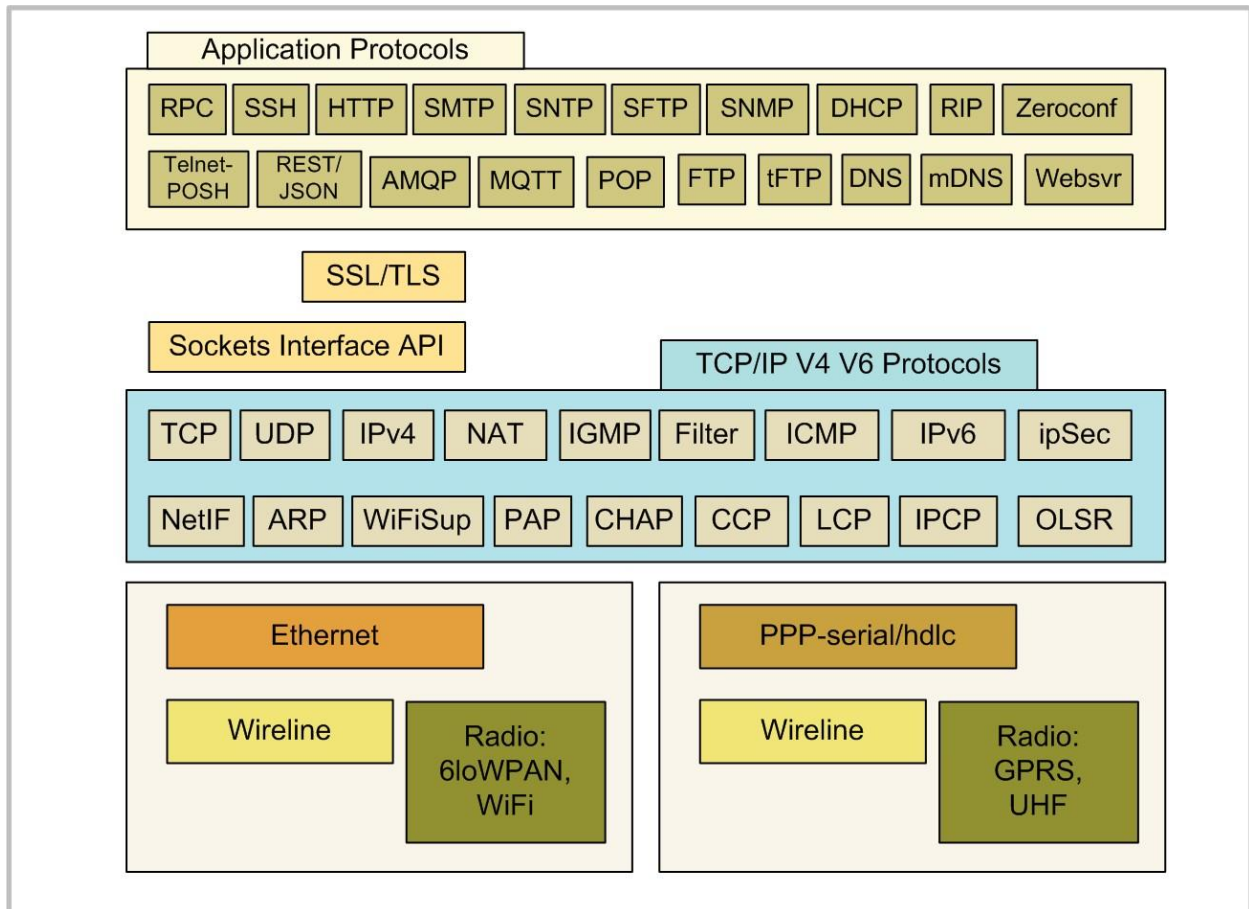 Application Protocols
RPC SSH HTTP SMTP SNTP SFTP SNMP DHCP RIP Zeroconf
Telnet-
POSH
REST/
JSON
AMQP MQTT POP FTP tFTP DNS mDNS Websvr
SSL/TLS
Sockets Interface API
TCP/IP V4 V6 Protocols
TCP UDP IPv4 NAT IGMP Filter ICMP IPv6 ipSec
NetIF ARP WiFiSup PAP CHAP CCP LCP IPCP OLSR
Ethernet
Wireline
Radio:
6loWPAN,
WiFi
PPP-serial/hdlc
Wireline
Radio:
GPRS,
UHF